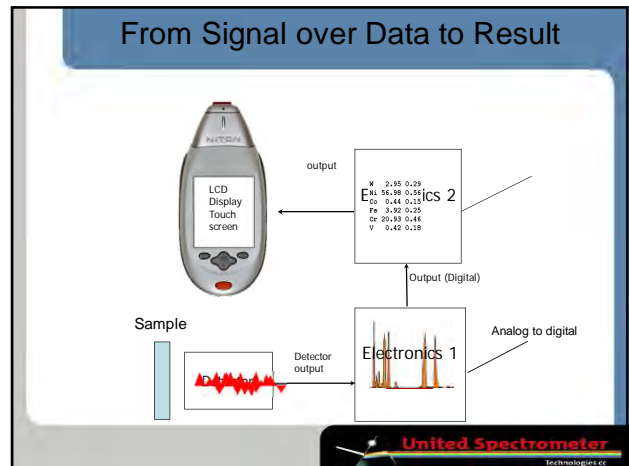 From Signal over Data to Result
NITON
LCD
Display
Touch
screen
output
W 2.95 0.29
Ni 56.98 0.56
Co 0.44 0.15
Fe 3.92 0.25
Cr 20.93 0.46
V 0.42 0.18
Output (Digital)
Sample
Detector
output
Electronics 1
Analog to digital
United Spectrometer
Technologies cc